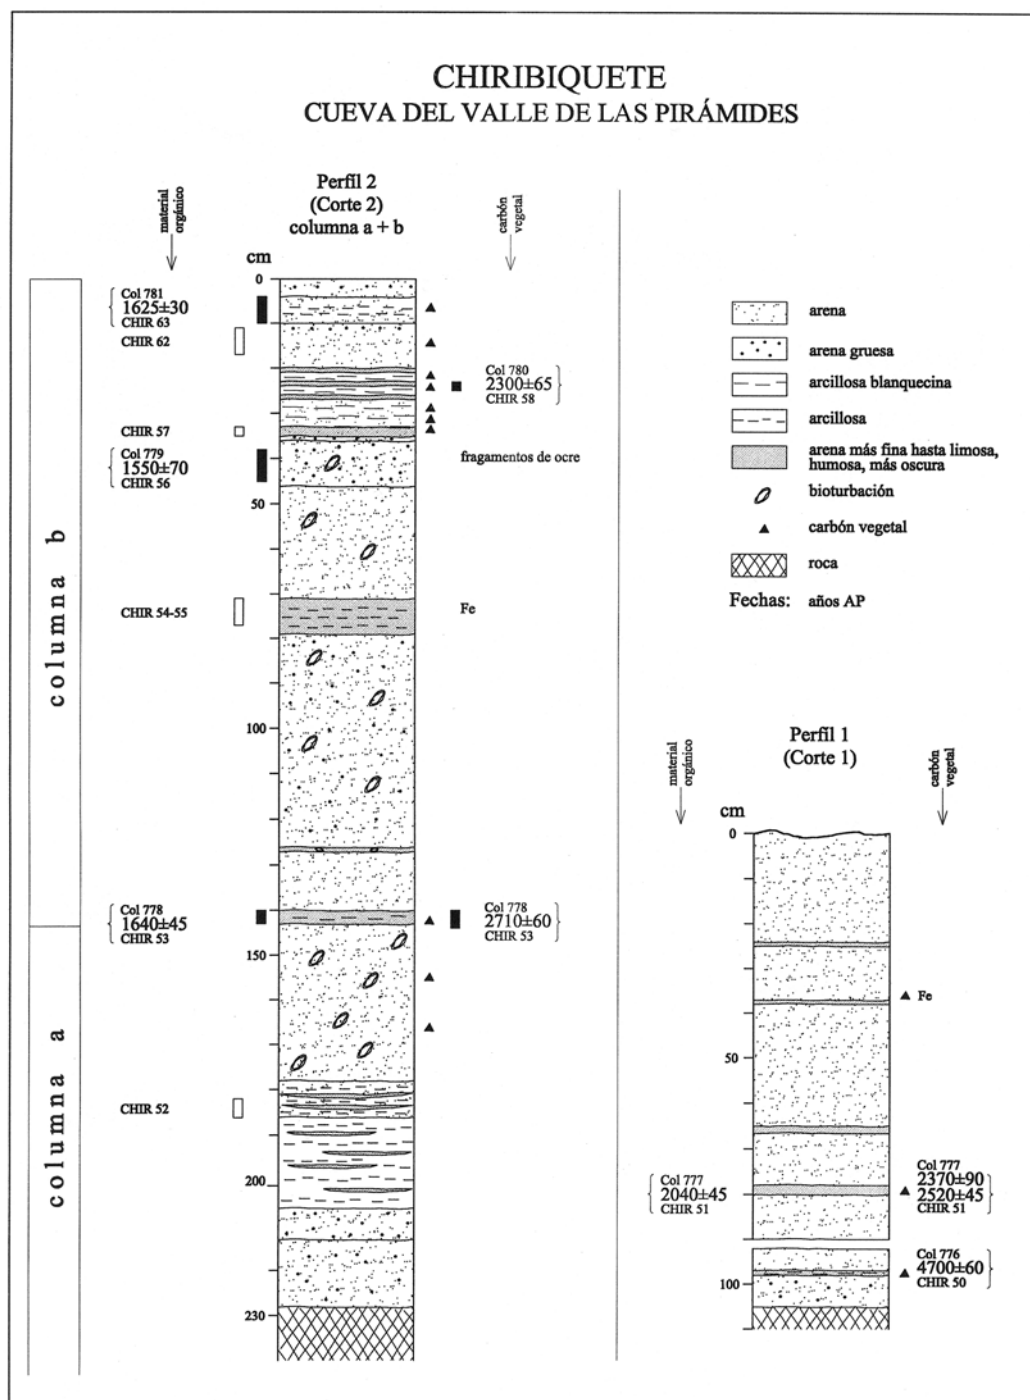 CHIRIBIQUETE
CUEVA DEL VALLE DE LAS PIRÁMIDES
material
orgánico
Perfil 2
(Corte 2)
columna a + b
carbón
vegetal
cm
0
50
100
150
200
230
columna b
columna a
Col 781
1625±30
CHIR 63
CHIR 62
CHIR 57
Col 779
1550±70
CHIR 56
CHIR 54-55
Col 778
1640±45
CHIR 53
CHIR 52
Col 780
2300±65
CHIR 58
fragamentos de ocre
Fe
Col 778
2710±60
CHIR 53
arena
arena gruesa
arcillosa blanquecina
arcillosa
arena más fina hasta limosa,
humosa, más oscura
bioturbación
carbón vegetal
roca
Fechas: años AP
Perfil 1
(Corte 1)
material
orgánico
carbón
vegetal
cm
0
50
100
Fe
Col 777
2040±45
CHIR 51
Col 777
2370±90
2520±45
CHIR 51
Col 776
4700±60
CHIR 50